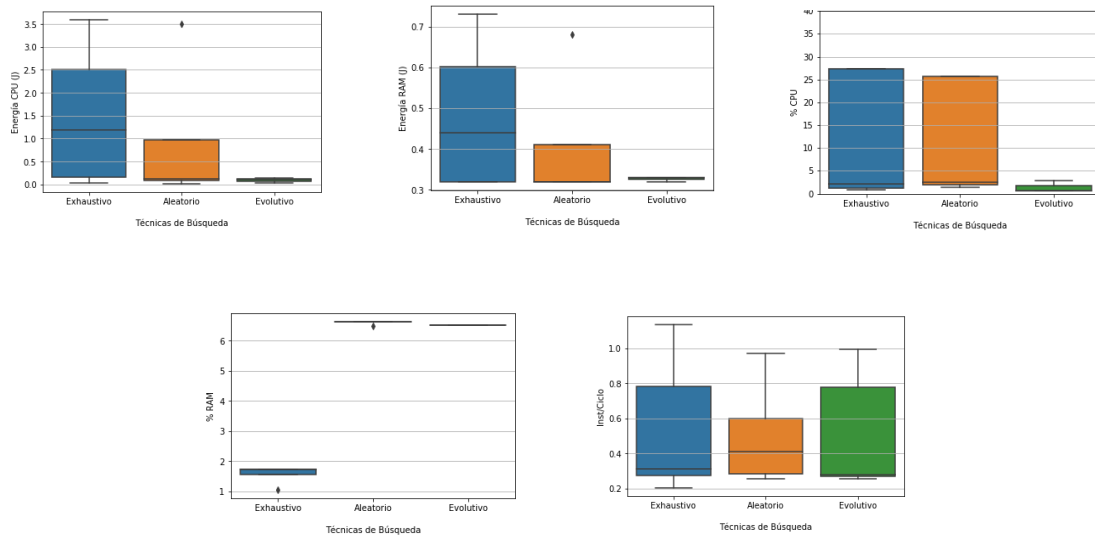 Energía CPU (J)
3.5
3.0
2.5
2.0
1.5
1.0
0.5
0.0
Exhaustivo Aleatorio Evolutivo
Técnicas de Búsqueda
Energía RAM (J)
0.7
0.6
0.5
0.4
0.3
Exhaustivo Aleatorio Evolutivo
Técnicas de Búsqueda
% CPU
40
35
30
25
20
15
10
5
0
Exhaustivo Aleatorio Evolutivo
Técnicas de Búsqueda
% RAM
6
5
4
3
2
1
Exhaustivo Aleatorio Evolutivo
Técnicas de Búsqueda
Inst/Ciclo
1.0
0.8
0.6
0.4
0.2
Exhaustivo Aleatorio Evolutivo
Técnicas de Búsqueda